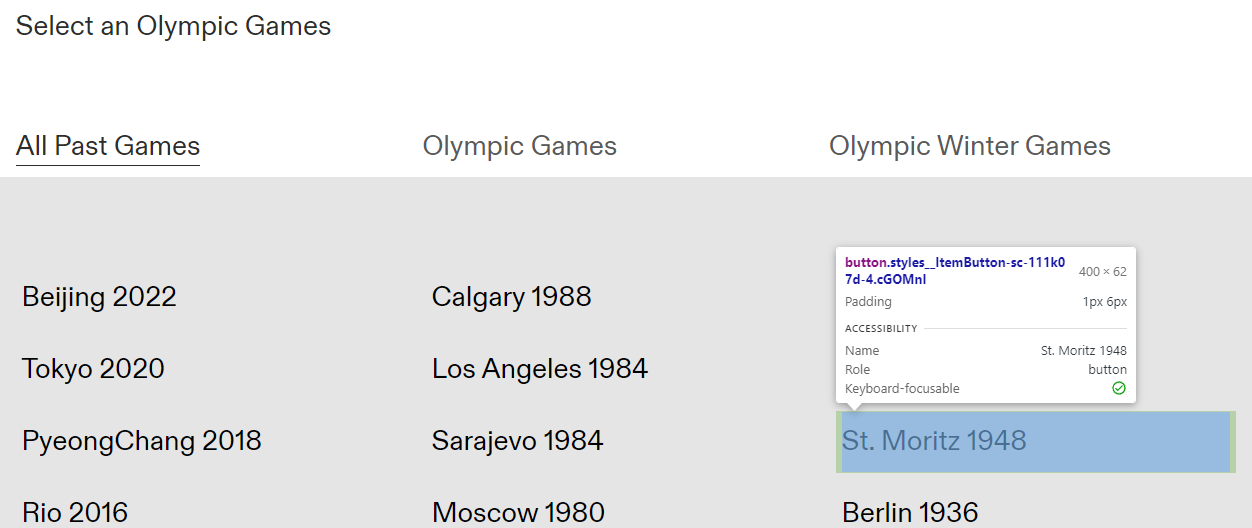 Select an Olympic Games
All Past Games
Olympic Games
Olympic Winter Games
button.styles__ItemButton-sc-111k0
7d-4.cGOMnl
400 × 62
Padding
1px 6px
ACCESSIBILITY
Name
St. Moritz 1948
Role
button
Keyboard-focusable
Beijing 2022
Calgary 1988
Tokyo 2020
Los Angeles 1984
PyeongChang 2018
Sarajevo 1984
St. Moritz 1948
Rio 2016
Moscow 1980
Berlin 1936